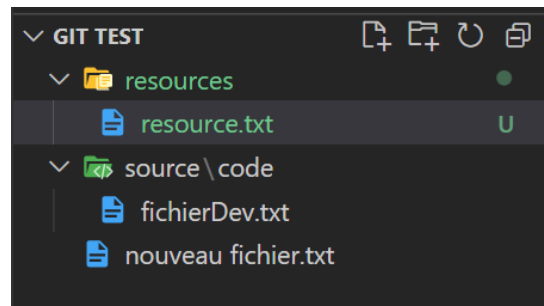 GIT TEST
resources
resource.txt U
source\code
fichierDev.txt
nouveau fichier.txt